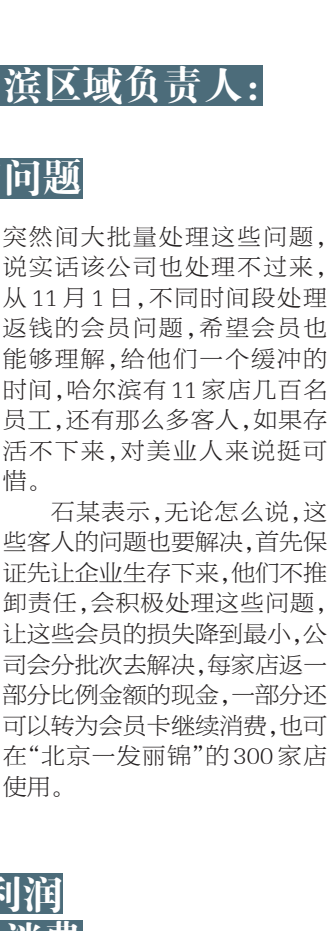 滨区域负责人：
问题
突然间大批量处理这些问题，
说实话该公司也处理不过来，
从11月1日，不同时间段处理
返钱的会员问题，希望会员也
能够理解，给他们一个缓冲的
时间，哈尔滨有11家店几百名
员工，还有那么多客人，如果存
活不下来，对美业人来说挺可
惜。
石某表示，无论怎么说，这
些客人的问题也要解决，首先保
证先让企业生存下来，他们不推
卸责任，会积极处理这些问题，
让这些会员的损失降到最小，公
司会分批次去解决，每家店返一
部分比例金额的现金，一部分还
可以转为会员卡继续消费，也可
在“北京一发丽锦”的300家店
使用。
利润